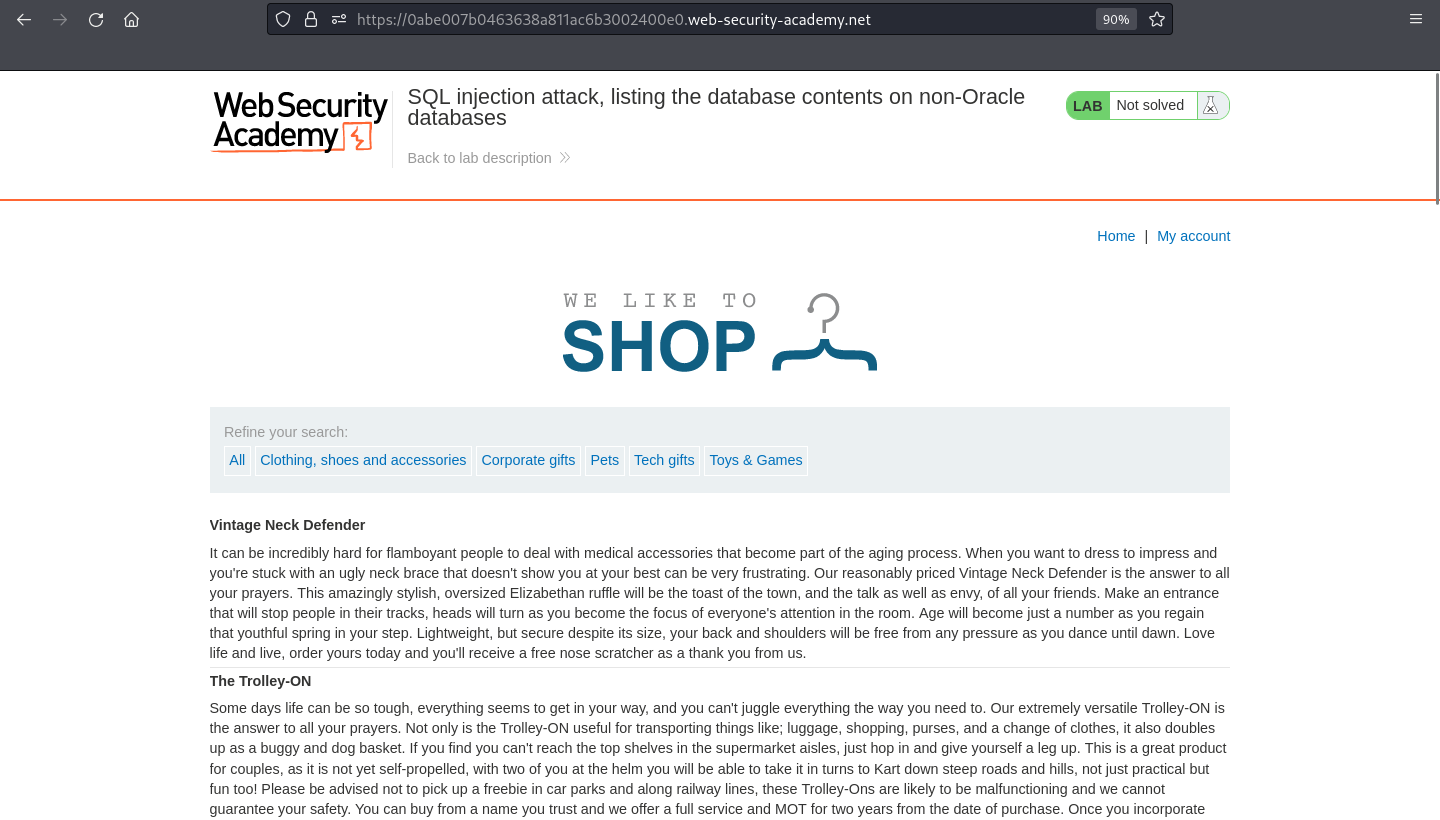 https://0abe007b0463638a811ac6b3002400e0.web-security-academy.net
90%
Web Security
Academy
SQL injection attack, listing the database contents on non-Oracle
databases
Back to lab description
LAB Not solved
Home | My account
WE LIKE TO
SHOP
Refine your search:
All Clothing, shoes and accessories Corporate gifts Pets Tech gifts Toys & Games
Vintage Neck Defender
It can be incredibly hard for flamboyant people to deal with medical accessories that become part of the aging process. When you want to dress to impress and
you're stuck with an ugly neck brace that doesn't show you at your best can be very frustrating. Our reasonably priced Vintage Neck Defender is the answer to all
your prayers. This amazingly stylish, oversized Elizabethan ruffle will be the toast of the town, and the talk as well as envy, of all your friends. Make an entrance
that will stop people in their tracks, heads will turn as you become the focus of everyone's attention in the room. Age will become just a number as you regain
that youthful spring in your step. Lightweight, but secure despite its size, your back and shoulders will be free from any pressure as you dance until dawn. Love
life and live, order yours today and you'll receive a free nose scratcher as a thank you from us.
The Trolley-ON
Some days life can be so tough, everything seems to get in your way, and you can't juggle everything the way you need to. Our extremely versatile Trolley-ON is
the answer to all your prayers. Not only is the Trolley-ON useful for transporting things like; luggage, shopping, purses, and a change of clothes, it also doubles
up as a buggy and dog basket. If you find you can't reach the top shelves in the supermarket aisles, just hop in and give yourself a leg up. This is a great product
for couples, as it is not yet self-propelled, with two of you at the helm you will be able to take it in turns to Kart down steep roads and hills, not just practical but
fun too! Please be advised not to pick up a freebie in car parks and along railway lines, these Trolley-Ons are likely to be malfunctioning and we cannot
guarantee your safety. You can buy from a name you trust and we offer a full service and MOT for two years from the date of purchase. Once you incorporate